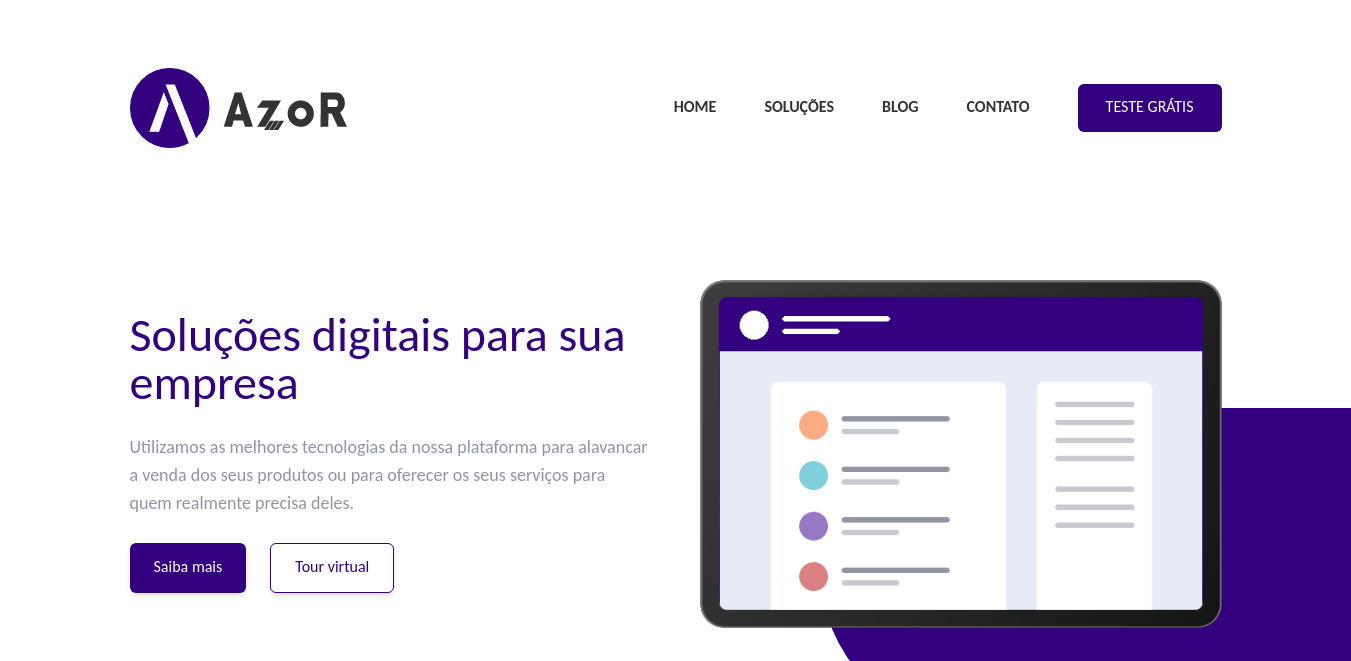 AzoR
HOME SOLUÇÕES BLOG CONTATO TESTE GRÁTIS
Soluções digitais para sua
empresa
Utilizamos as melhores tecnologias da nossa plataforma para alavancar
a venda dos seus produtos ou para oferecer os seus serviços para
quem realmente precisa deles.
Saiba mais Tour virtual